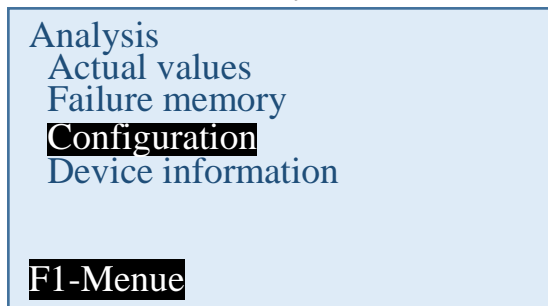 Analysis
Actual values
Failure memory
Configuration
Device information
F1-Menue